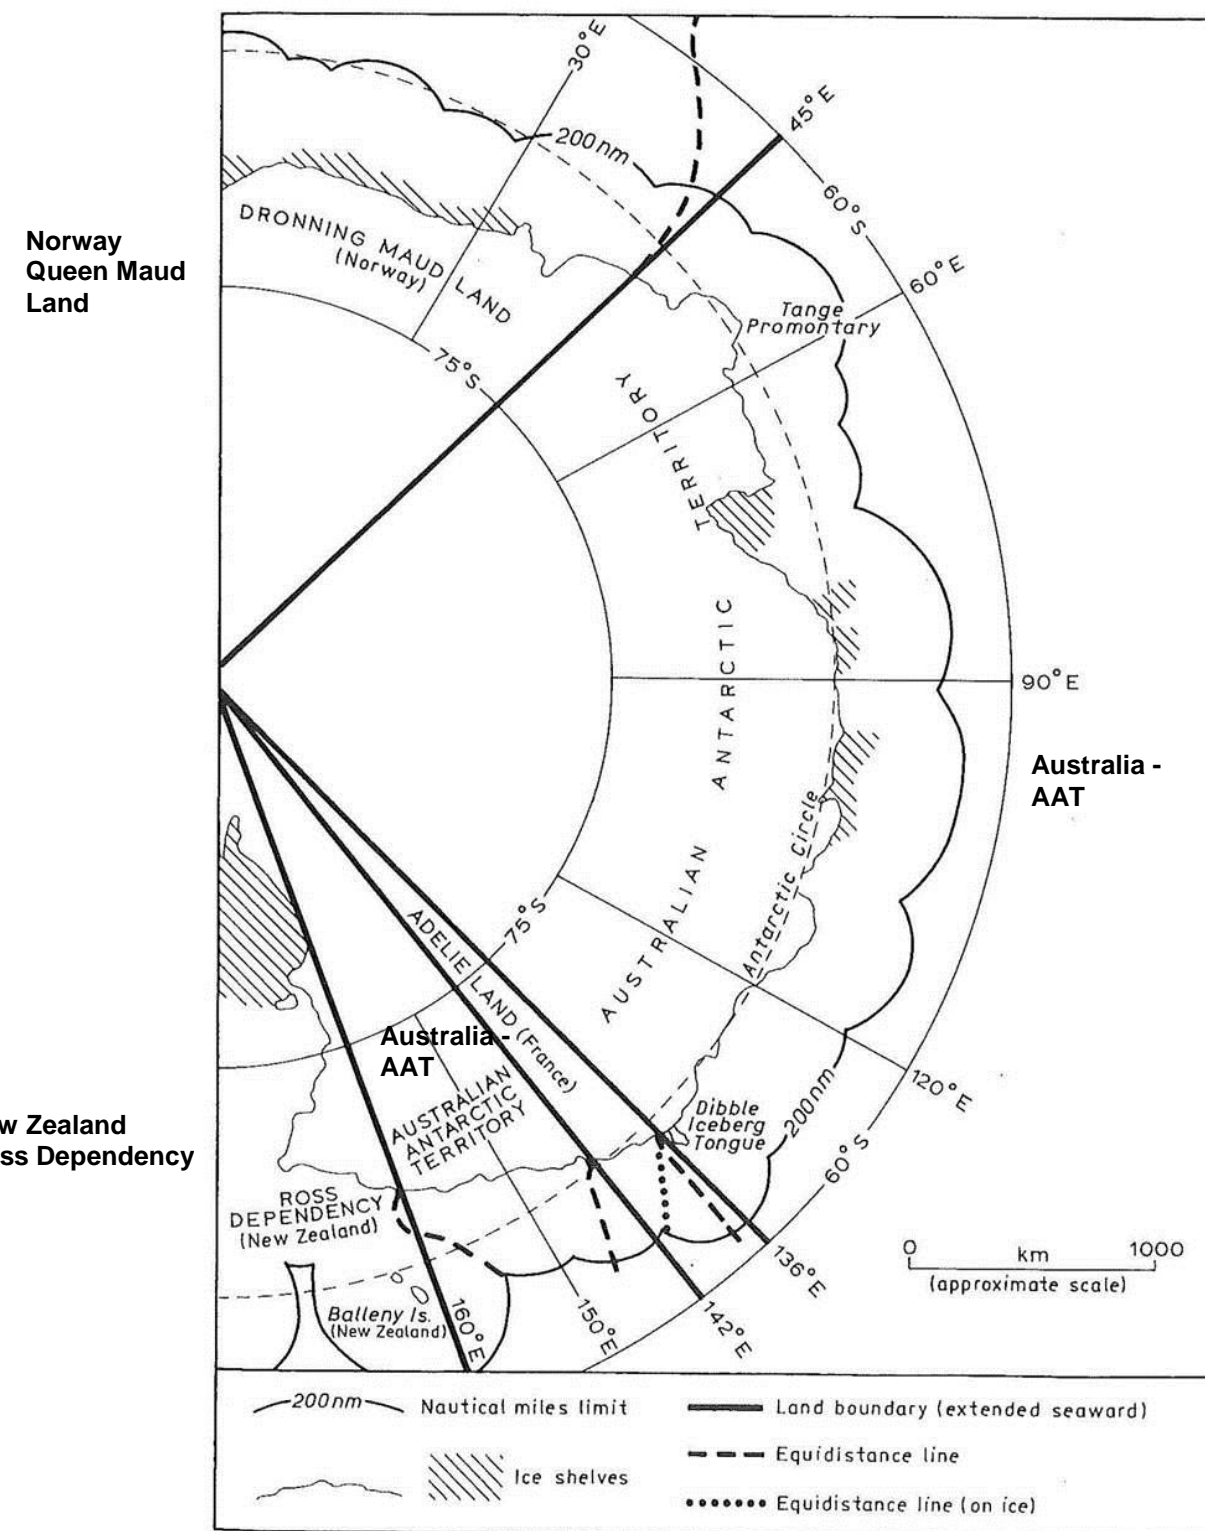 30°E
45°E
200nm
60°S
60°E
DRONNING MAUD LAND
(Norway)
Norway
Queen Maud
Land
Tange
Promontary
75°S
AUSTRALIAN ANTARCTIC TERRITORY
90°E
Australia -
AAT
Antarctic Circle
75°S
ADELIE LAND (France)
Australia -
AAT
AUSTRALIAN
ANTARCTIC
TERRITORY
120°E
Dibble
Iceberg
Tongue
200nm
60°S
w Zealand
ss Dependency
ROSS
DEPENDENCY
(New Zealand)
Balleny Is.
(New Zealand)
160°E
150°E
142°E
136°E
0 km 1000
(approximate scale)
200nm Nautical miles limit
Land boundary (extended seaward)
Equidistance line
Ice shelves
Equidistance line (on ice)